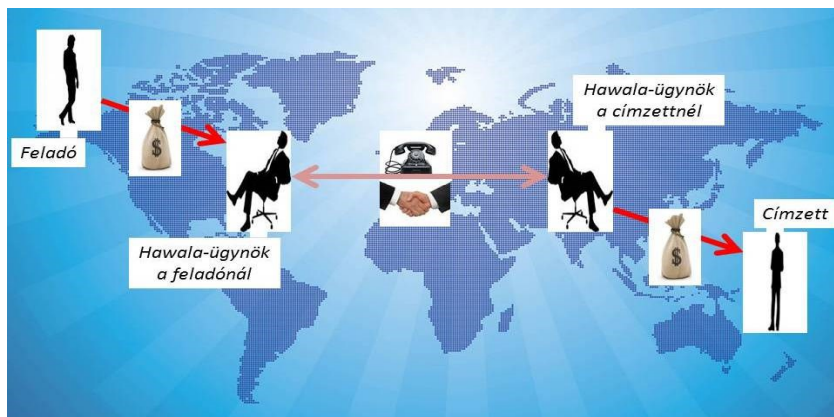 Feladó
$
Hawala-ügynök
a feladónál
Hawala-ügynök
a címzettnél
$
Címzett